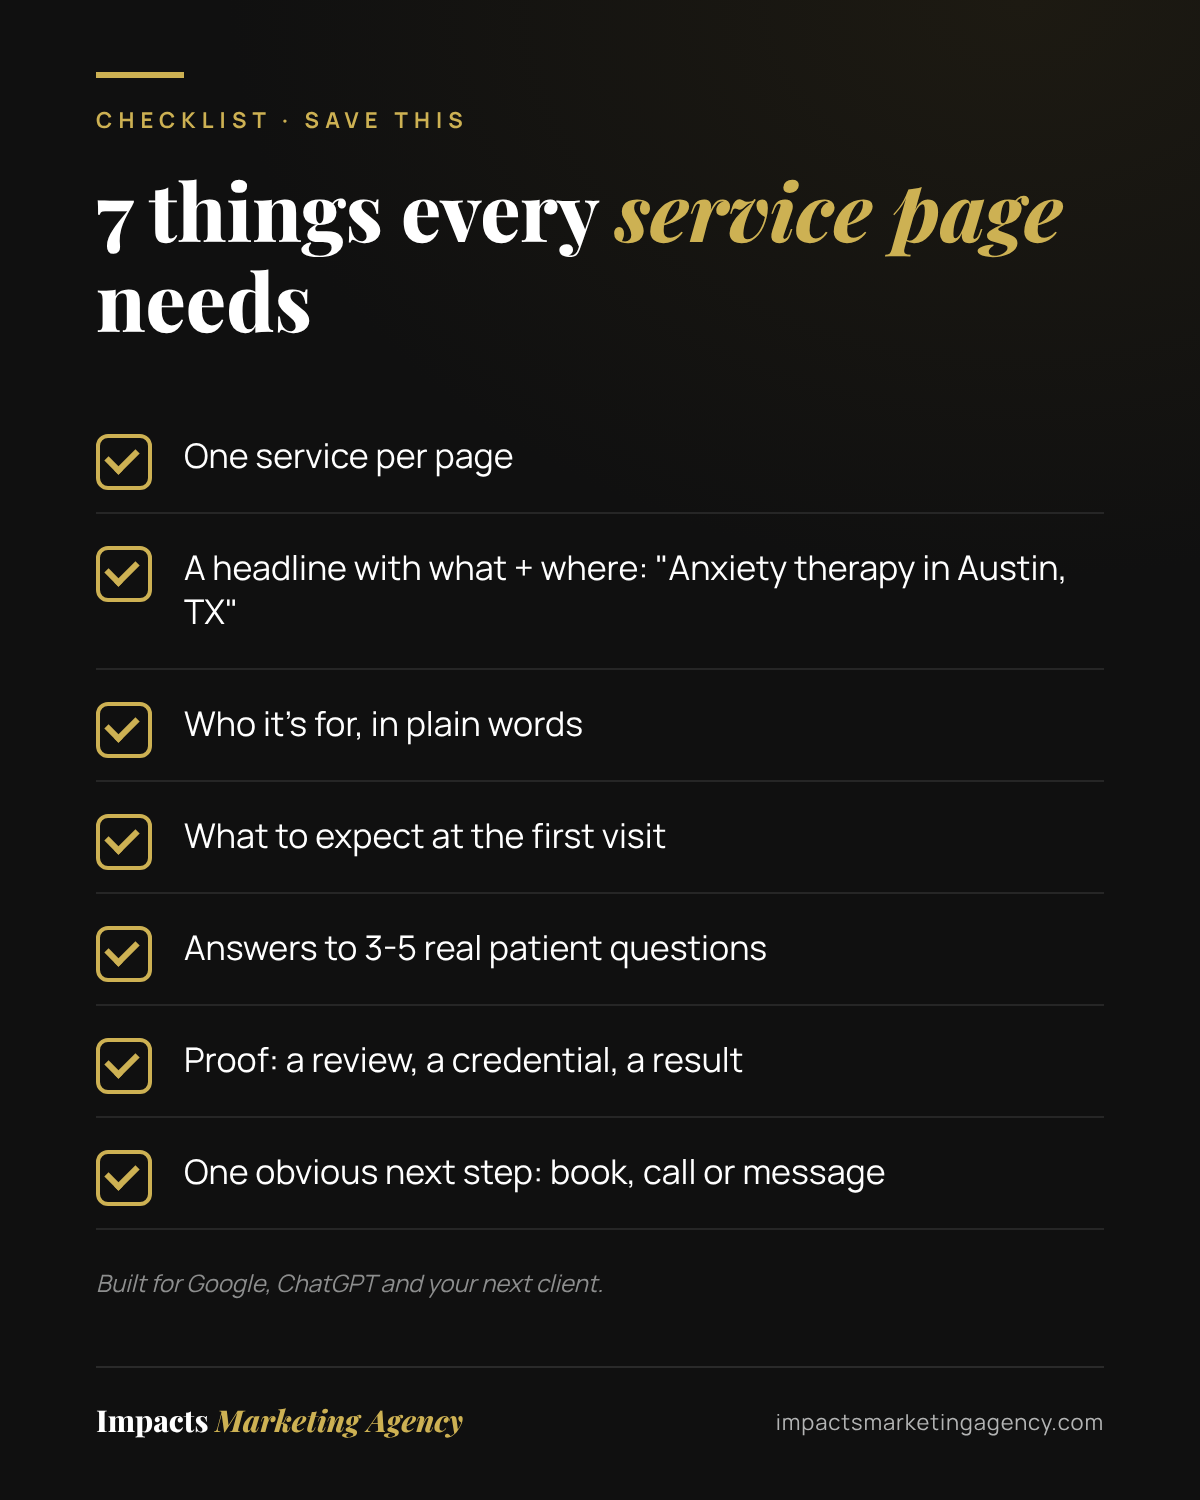 CHECKLIST · SAVE THIS
7 things every service page
needs
One service per page
A headline with what + where: "Anxiety therapy in Austin,
TX"
Who it’s for, in plain words
What to expect at the first visit
Answers to 3-5 real patient questions
Proof: a review, a credential, a result
One obvious next step: book, call or message
Built for Google, ChatGPT and your next client.
Impacts Marketing Agency
impactsmarketingagency.com